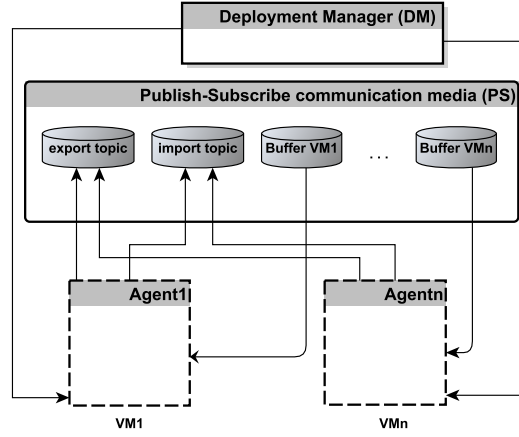 Deployment Manager (DM)
Publish-Subscribe communication media (PS)
export topic
import topic
Buffer VM1
...
Buffer VMn
Agent1
Agentn
VM1
VMn